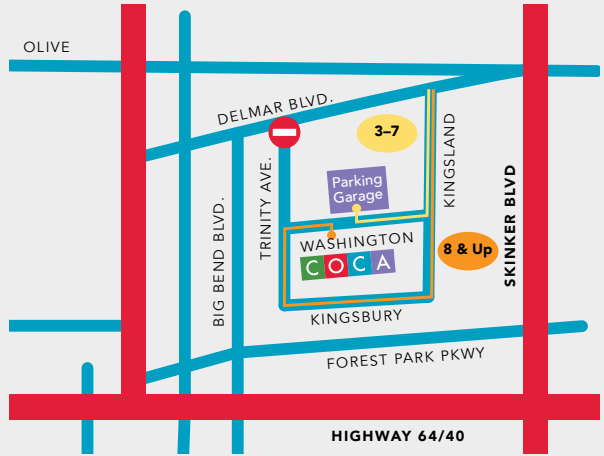 OLIVE
DELMAR BLVD.
3–7
KINGSLAND
Parking
Garage
TRINITY AVE.
SKINKER BLVD
BIG BEND BLVD.
WASHINGTON
8 & Up
COCA
KINGSBURY
FOREST PARK PKWY
HIGHWAY 64/40